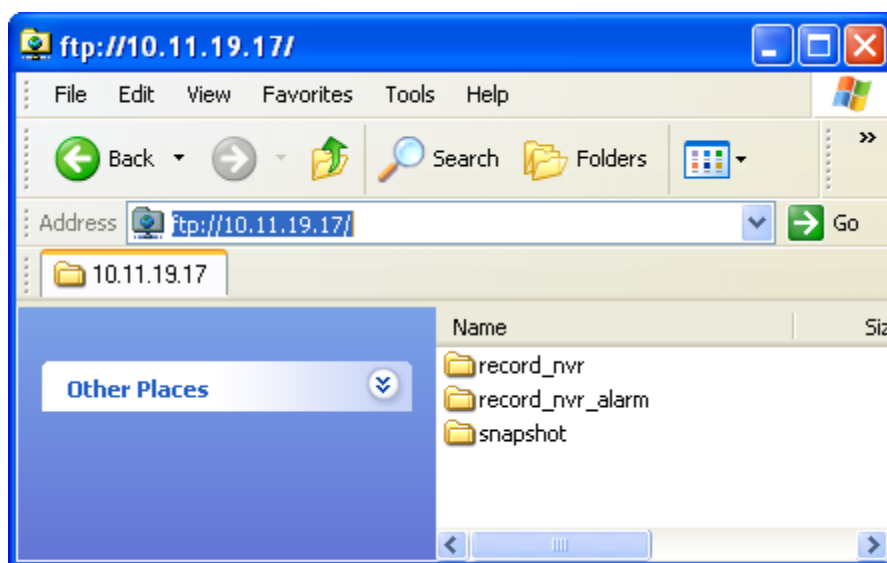 ftp://10.11.19.17/
File Edit View Favorites Tools Help
Back Search Folders »
Address ftp://10.11.19.17/ Go
10.11.19.17
Name Siz
Other Places
record_nvr
record_nvr_alarm
snapshot